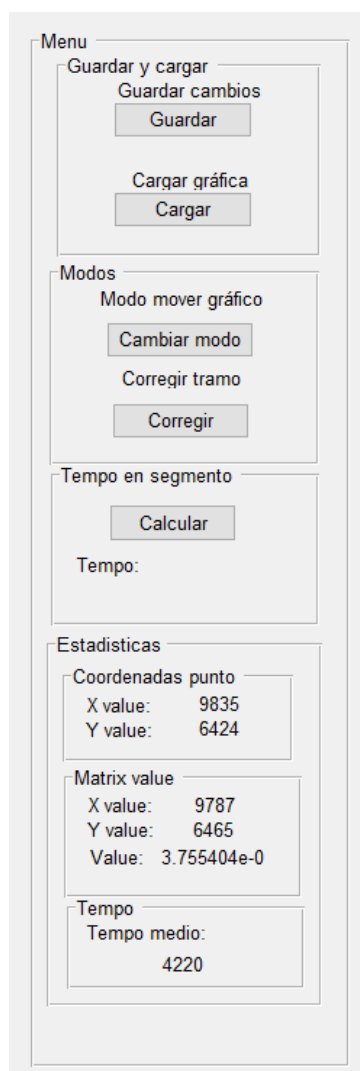 Menu
Guardar y cargar
Guardar cambios
Guardar
Cargar gráfica
Cargar
Modos
Modo mover gráfico
Cambiar modo
Corregir tramo
Corregir
Tempo en segmento
Calcular
Tempo:
Estadisticas
Coordenadas punto
X value: 9835
Y value: 6424
Matrix value
X value: 9787
Y value: 6465
Value: 3.755404e-0
Tempo
Tempo medio:
4220